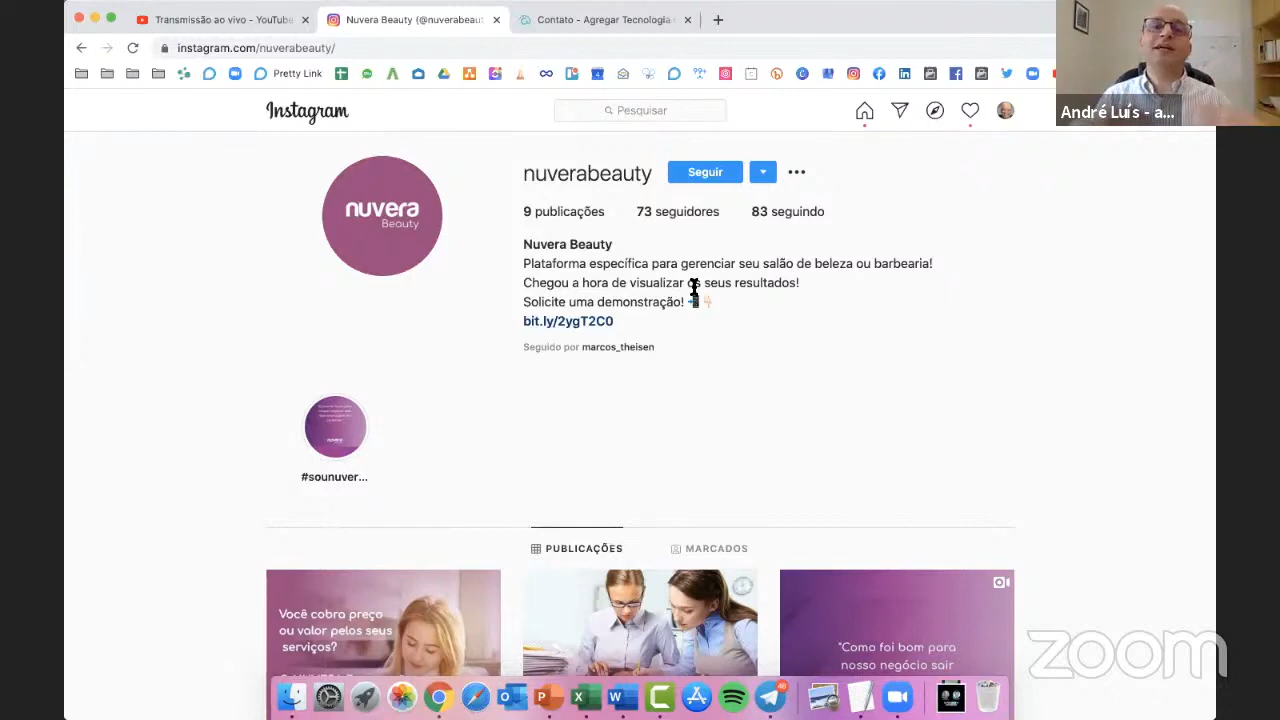 Transmissão ao vivo - YouTube
Nuvera Beauty (@nuverabeaut
Contato - Agregar Tecnologia
instagram.com/nuverabeauty/
Pretty Link
99+
Instagram
Pesquisar
André Luís - a...
nuvera
Beauty
nuverabeauty
Seguir
9 publicações
73 seguidores
83 seguindo
Nuvera Beauty
Plataforma específica para gerenciar seu salão de beleza ou barbearia!
Chegou a hora de visualizar os seus resultados!
Solicite uma demonstração!
bit.ly/2ygT2C0
Seguido por marcos_theisen
#sounuver...
PUBLICAÇÕES
MARCADOS
Você cobra preço
ou valor pelos seus
serviços?
"Como foi bom para
nosso negócio sair
zoom